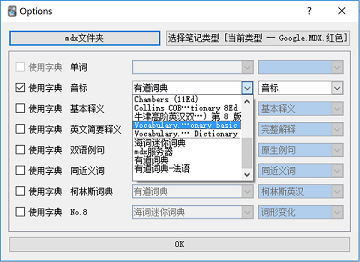 Options
mdx文件夹
选择笔记类型 [当前类型 — Google.MDX.红色]
使用字典 单词
使用字典 音标 有道词典 音标
使用字典 基本释义 基本释义
Chambers (11Ed)
Collins COB···tionary 8Ed
牛津高阶英汉双···) 第 8 版
Vocabulary.···onary basic
Vocabulary.··· Dictionary
海词迷你词典
mdx服务器
有道词典
有道词典-法语
使用字典 英文简要释义 完整解释
使用字典 双语例句 原生例句
使用字典 同近义词 同近义词
使用字典 柯林斯词典 有道词典 柯林斯英汉
使用字典 No.8 海词迷你词典 词形变化
OK